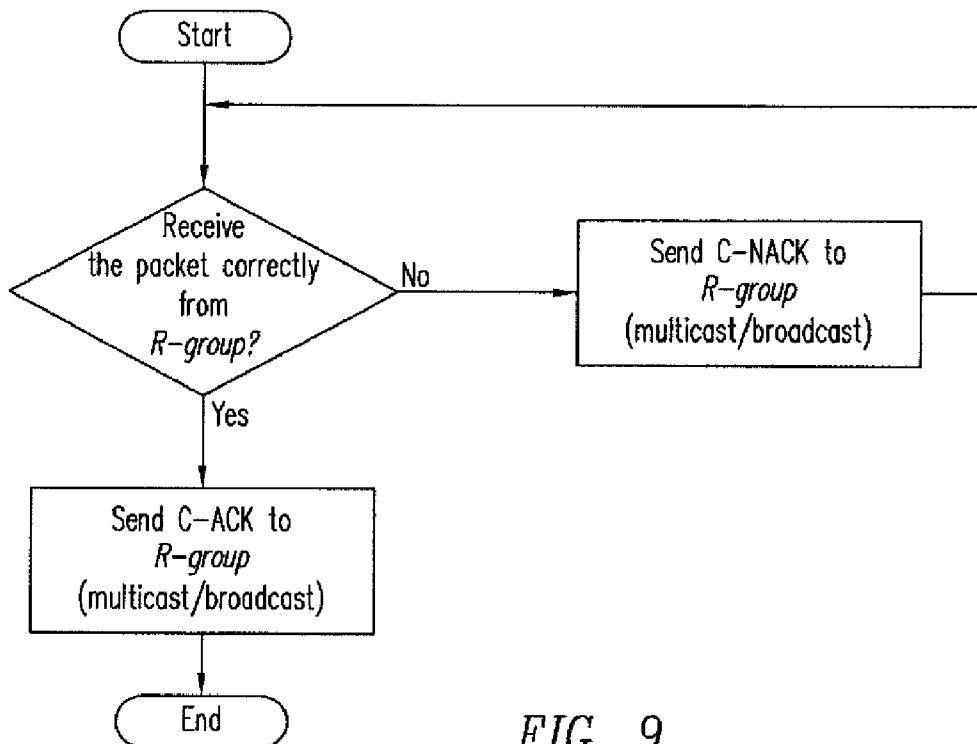 Start
Receive
the packet correctly
from
R-group?
No
Send C-NACK to
R-group
(multicast/broadcast)
Yes
Send C-ACK to
R-group
(multicast/broadcast)
End
FIG. 9